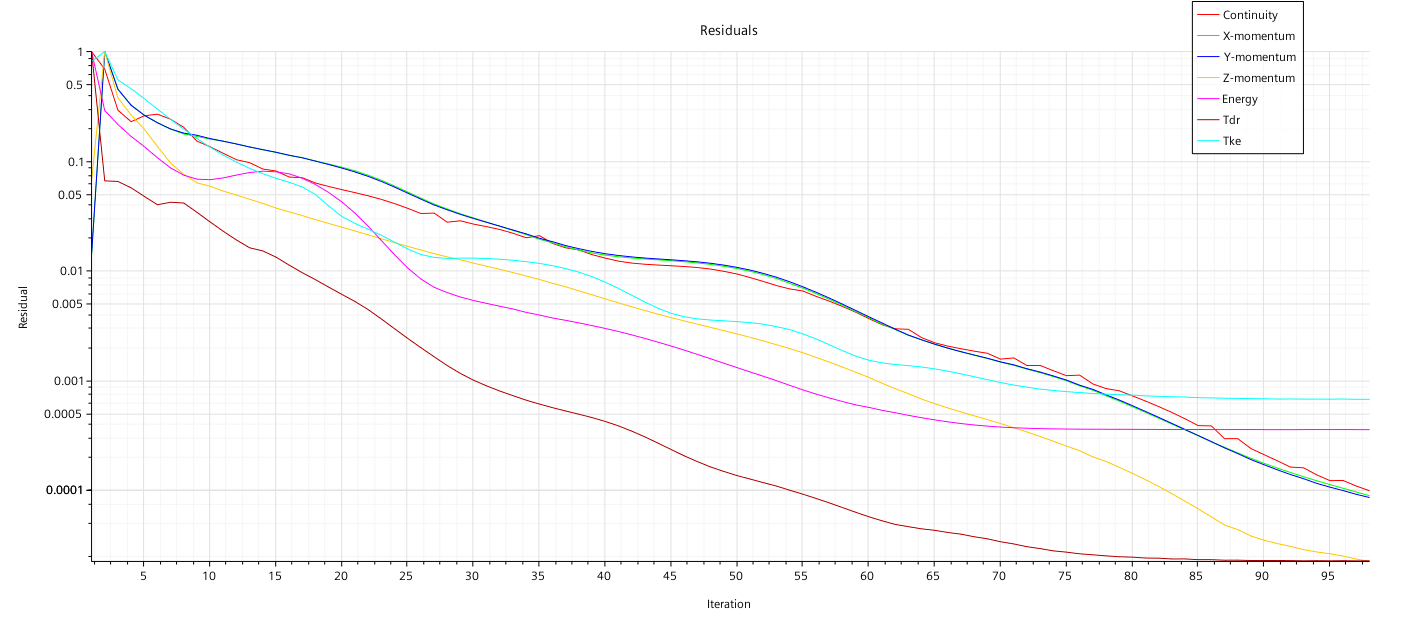 Residuals
Continuity
X-momentum
Y-momentum
Z-momentum
Energy
Tdr
Tke
1
0.5
0.1
0.05
0.01
0.005
0.001
0.0005
0.0001
Residual
5 10 15 20 25 30 35 40 45 50 55 60 65 70 75 80 85 90 95
Iteration